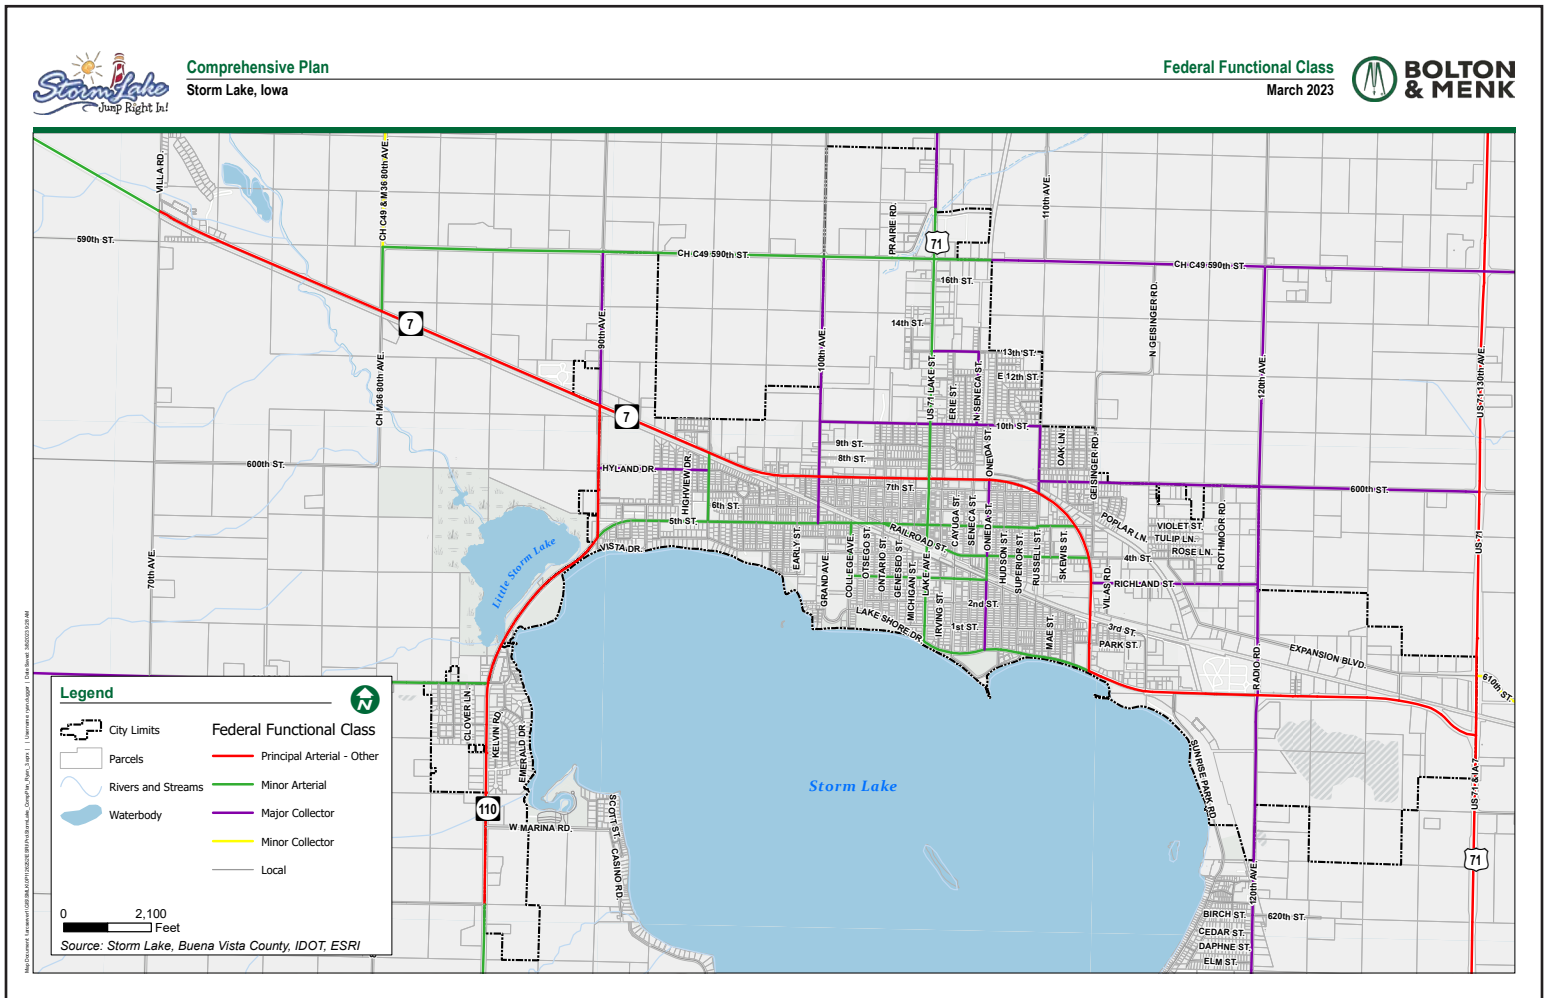 Storm Lake
Jump Right In!
Comprehensive Plan
Storm Lake, Iowa
Federal Functional Class
March 2023
BOLTON
& MENK
VILLA RD.
CH C49 & M36 80th AVE.
590th ST.
PRAIRIE RD.
110th AVE.
71
CH C49 590th ST.
CH C49 590th ST.
16th ST.
N GEISINGER RD.
7
90th AVE.
100th AVE.
14th ST.
13th ST.
E 12th ST.
CH M36 80th AVE.
US 71 LAKE ST.
ERIE ST.
N SENECA ST.
120th AVE.
US 71 130th AVE.
7
10th ST.
9th ST.
8th ST.
ONEIDA ST.
OAK LN.
GEISINGER RD.
600th ST.
HYLAND DR.
HIGHVIEW DR.
7th ST.
600th ST.
6th ST.
5th ST.
RAILROAD ST.
CAYUGA ST.
SENECA ST.
ONIEDA ST.
POPLAR LN.
VIOLET ST.
TULIP LN.
ROSE LN.
ROTHMOOR RD.
US 71
VISTA DR.
EARLY ST.
GRAND AVE.
COLLEGE AVE.
OTSEGO ST.
ONTARIO ST.
GENESEO ST.
MICHIGAN ST.
LAKE AVE.
IRVING ST.
HUDSON ST.
SUPERIOR ST.
RUSSELL ST.
SKEWIS ST.
4th ST.
VILAS RD.
RICHLAND ST.
70th AVE.
Little Storm Lake
LAKE SHORE DR.
2nd ST.
1st ST.
MAE ST.
3rd ST.
PARK ST.
EXPANSION BLVD.
RADIO RD.
610th ST.
CLOVER LN.
KELVIN RD.
EMERALD DR.
110
W MARINA RD.
SCOTT ST.
CASINO RD.
Storm Lake
SUNRISE PARK RD.
US 71 & IA 7
71
120th AVE.
BIRCH ST.
620th ST.
CEDAR ST.
DAPHNE ST.
ELM ST.
Legend
N
City Limits
Parcels
Rivers and Streams
Waterbody
Federal Functional Class
Principal Arterial - Other
Minor Arterial
Major Collector
Minor Collector
Local
0 2,100
Feet
Source: Storm Lake, Buena Vista County, IDOT, ESRI